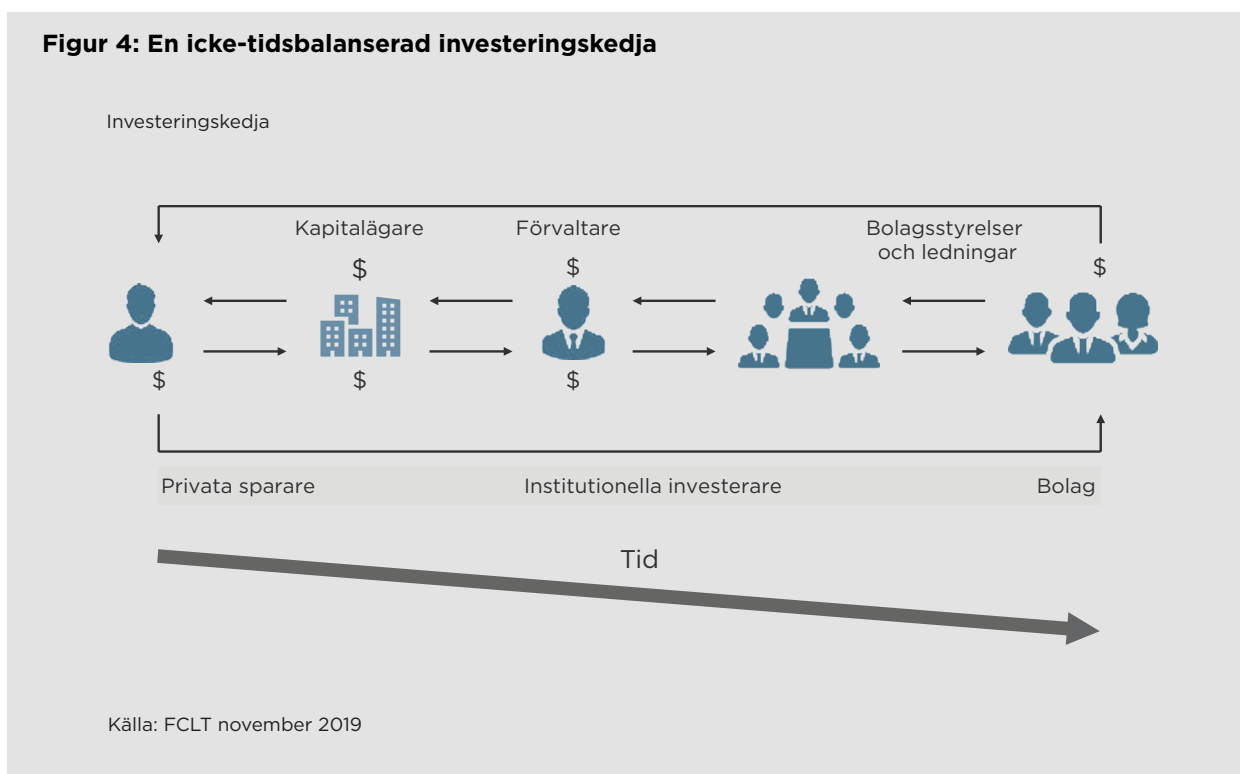 Figur 4: En icke-tidsbalanserad investeringskedja
Investeringskedja
Kapitalägare
Förvaltare
Bolagsstyrelser
och ledningar
$
$
$
$
$
$
Privata sparare
Institutionella investerare
Bolag
Tid
Källa: FCLT november 2019